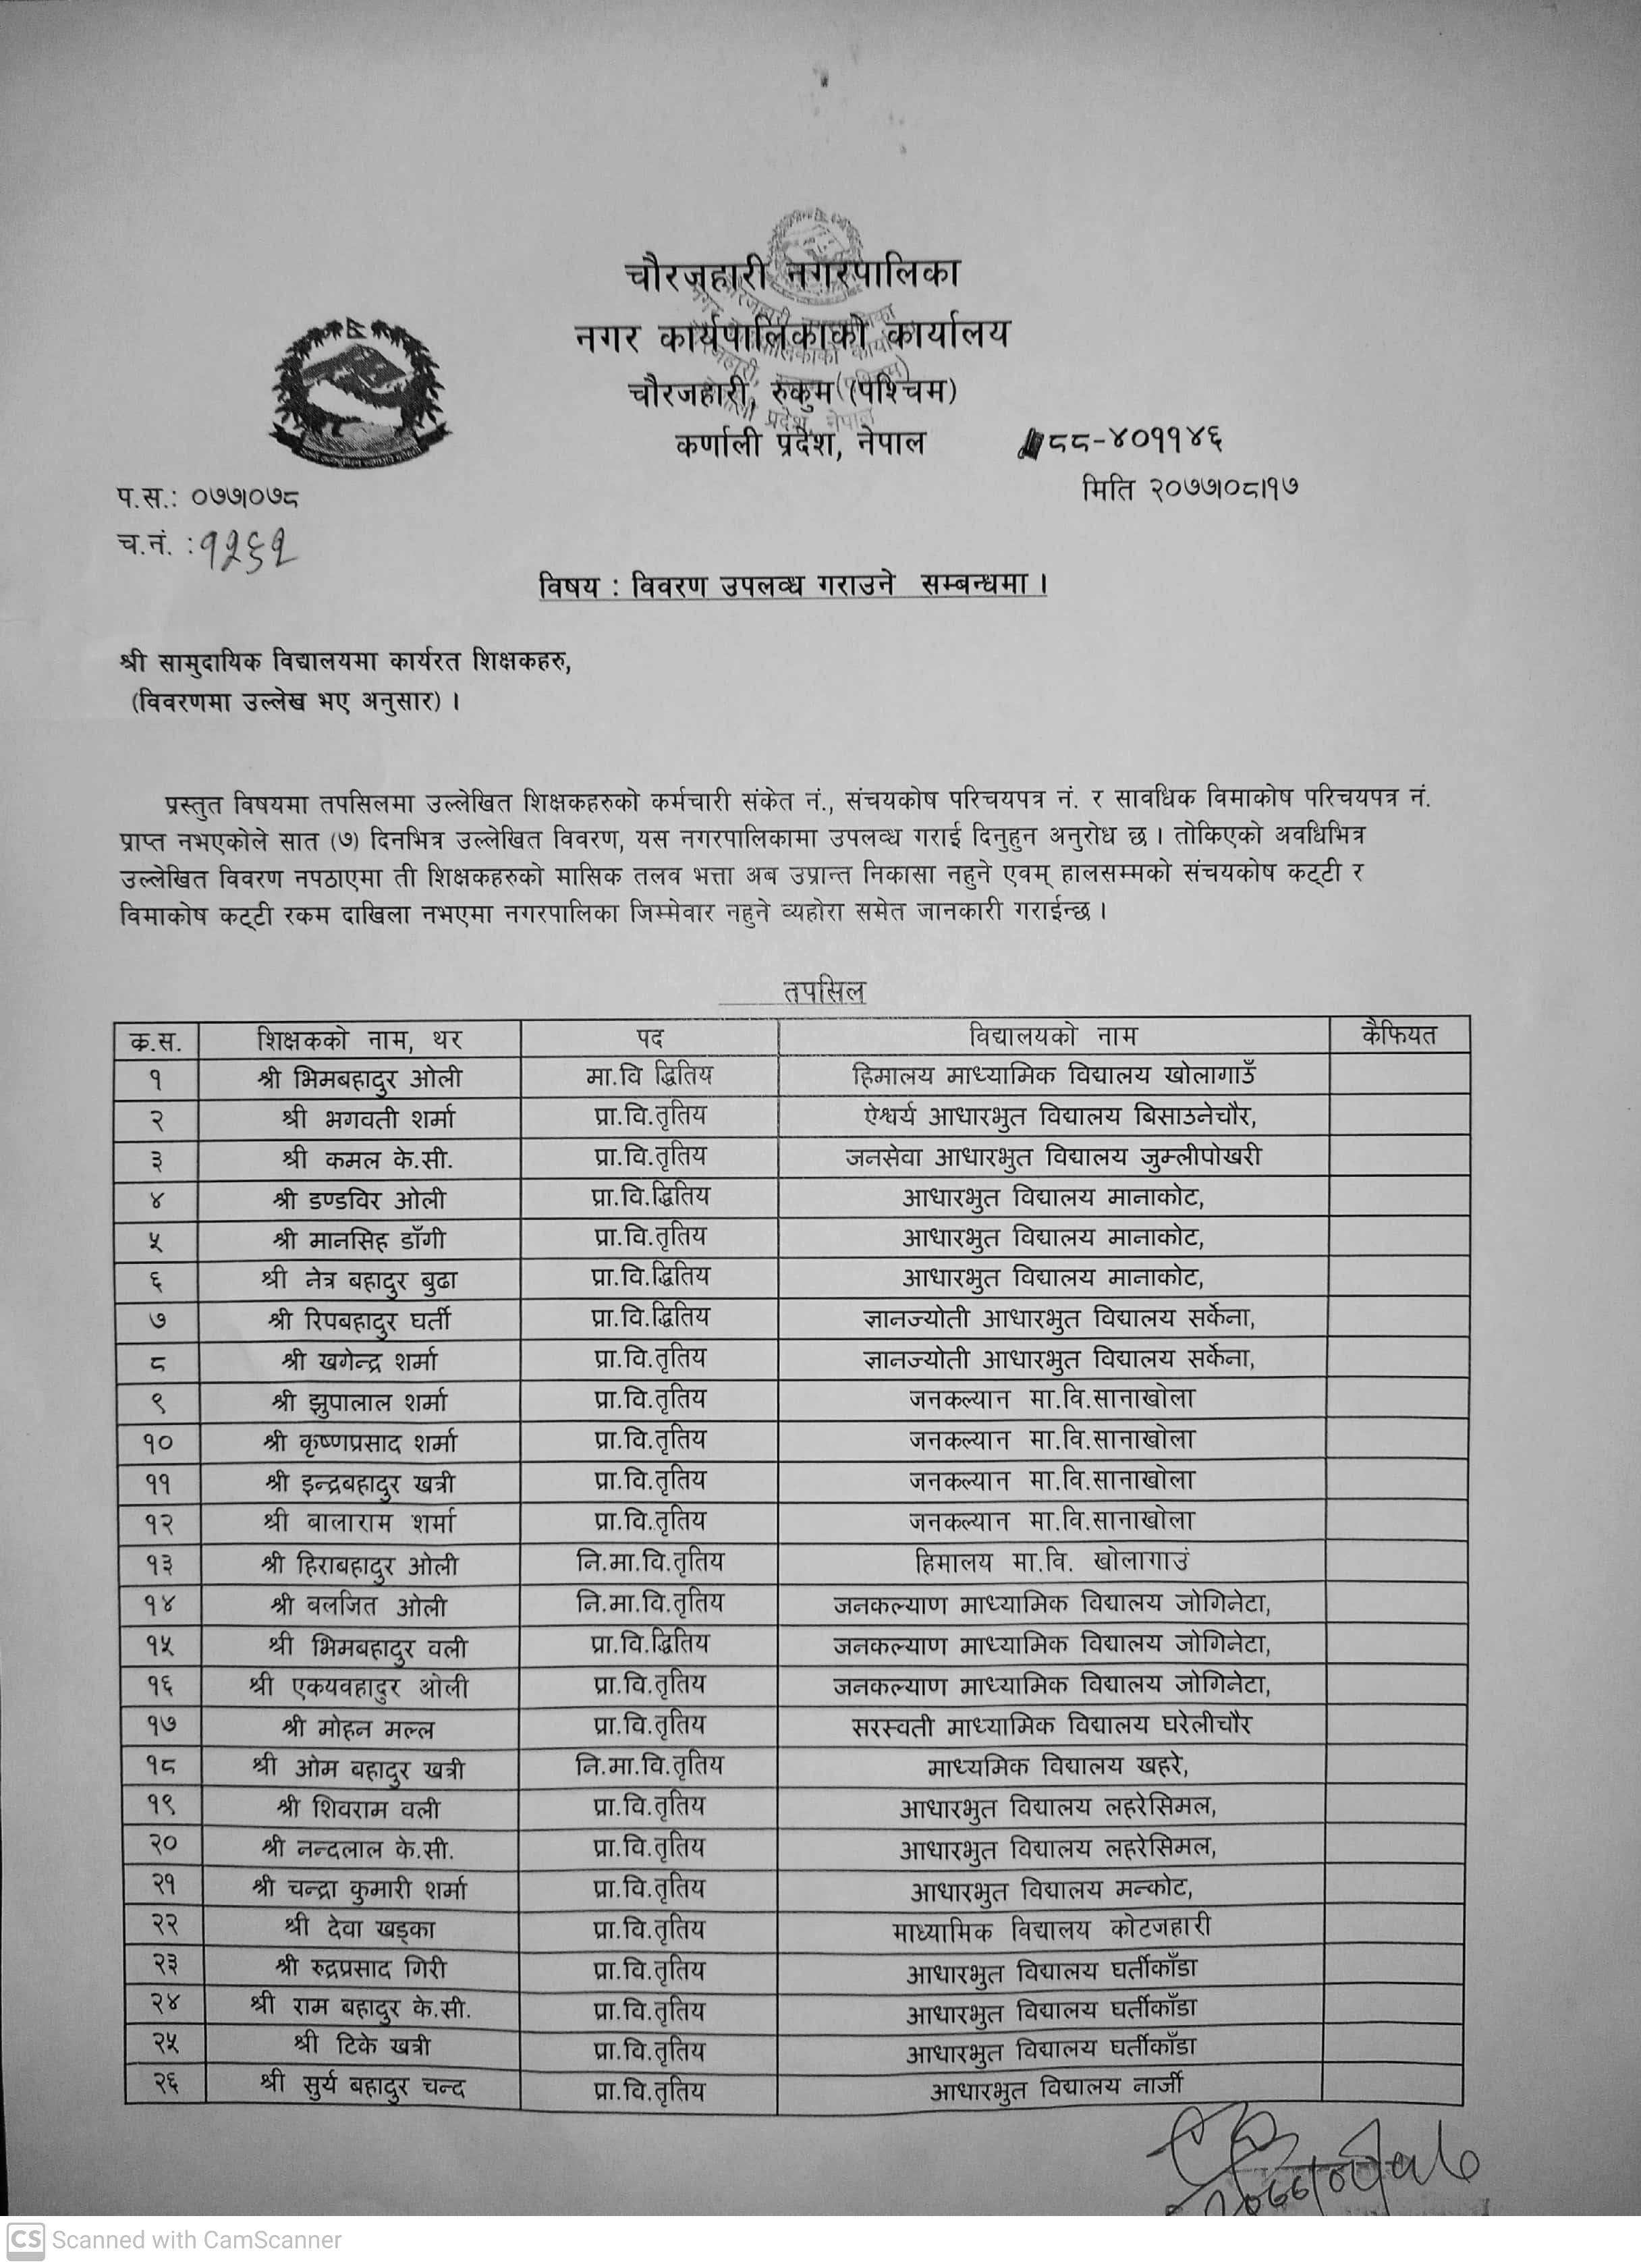 चौरजहारी नगरपालिका
नगर कार्यपालिकाको कार्यालय
चौरजहारी, रुकुम (पश्चिम)
कर्णाली प्रदेश, नेपाल
८८-४०११४६
प.स.: ०७७।०७८
मिति २०७७।०८।१७
च.नं. : १२६१
विषय : विवरण उपलव्ध गराउने सम्बन्धमा ।
श्री सामुदायिक विद्यालयमा कार्यरत शिक्षकहरु,
(विवरणमा उल्लेख भए अनुसार) ।
प्रस्तुत विषयमा तपसिलमा उल्लेखित शिक्षकहरुको कर्मचारी संकेत नं., संचयकोष परिचयपत्र नं. र सावधिक विमाकोष परिचयपत्र नं.
प्राप्त नभएकोले सात (७) दिनभित्र उल्लेखित विवरण, यस नगरपालिकामा उपलव्ध गराई दिनुहुन अनुरोध छ । तोकिएको अवधिभित्र
उल्लेखित विवरण नपठाएमा ती शिक्षकहरुको मासिक तलव भत्ता अब उप्रान्त निकासा नहुने एवम् हालसम्मको संचयकोष कट्टी र
विमाकोष कट्टी रकम दाखिला नभएमा नगरपालिका जिम्मेवार नहुने व्यहोरा समेत जानकारी गराईन्छ ।
तपसिल
क्र.स. शिक्षकको नाम, थर पद विद्यालयको नाम कैफियत
१ श्री भिमबहादुर ओली मा.वि द्धितिय हिमालय माध्यामिक विद्यालय खोलागाउँ
२ श्री भगवती शर्मा प्रा.वि.तृतिय ऐश्वर्य आधारभुत विद्यालय बिसाउनेचौर,
३ श्री कमल के.सी. प्रा.वि.तृतिय जनसेवा आधारभुत विद्यालय जुम्लीपोखरी
४ श्री डण्डविर ओली प्रा.वि.द्धितिय आधारभुत विद्यालय मानाकोट,
५ श्री मानसिह डाँगी प्रा.वि.तृतिय आधारभुत विद्यालय मानाकोट,
६ श्री नेत्र बहादुर बुढा प्रा.वि.द्धितिय आधारभुत विद्यालय मानाकोट,
७ श्री रिपबहादुर घर्ती प्रा.वि.द्धितिय ज्ञानज्योती आधारभुत विद्यालय सर्केना,
८ श्री खगेन्द्र शर्मा प्रा.वि.तृतिय ज्ञानज्योती आधारभुत विद्यालय सर्केना,
९ श्री झुपालाल शर्मा प्रा.वि.तृतिय जनकल्यान मा.वि.सानाखोला
१० श्री कृष्णप्रसाद शर्मा प्रा.वि.तृतिय जनकल्यान मा.वि.सानाखोला
११ श्री इन्द्रबहादुर खत्री प्रा.वि.तृतिय जनकल्यान मा.वि.सानाखोला
१२ श्री बालाराम शर्मा प्रा.वि.तृतिय जनकल्यान मा.वि.सानाखोला
१३ श्री हिराबहादुर ओली नि.मा.वि.तृतिय हिमालय मा.वि. खोलागाउं
१४ श्री बलजित ओली नि.मा.वि.तृतिय जनकल्याण माध्यामिक विद्यालय जोगिनेटा,
१५ श्री भिमबहादुर वली प्रा.वि.द्धितिय जनकल्याण माध्यामिक विद्यालय जोगिनेटा,
१६ श्री एकयवहादुर ओली प्रा.वि.तृतिय जनकल्याण माध्यामिक विद्यालय जोगिनेटा,
१७ श्री मोहन मल्ल प्रा.वि.तृतिय सरस्वती माध्यामिक विद्यालय घरेलीचौर
१८ श्री ओम बहादुर खत्री नि.मा.वि.तृतिय माध्यमिक विद्यालय खहरे,
१९ श्री शिवराम वली प्रा.वि.तृतिय आधारभुत विद्यालय लहरेसिमल,
२० श्री नन्दलाल के.सी. प्रा.वि.तृतिय आधारभुत विद्यालय लहरेसिमल,
२१ श्री चन्द्रा कुमारी शर्मा प्रा.वि.तृतिय आधारभुत विद्यालय मन्कोट,
२२ श्री देवा खड्का प्रा.वि.तृतिय माध्यामिक विद्यालय कोटजहारी
२३ श्री रुद्रप्रसाद गिरी प्रा.वि.तृतिय आधारभुत विद्यालय घर्तीकाँडा
२४ श्री राम बहादुर के.सी. प्रा.वि.तृतिय आधारभुत विद्यालय घर्तीकाँडा
२५ श्री टिके खत्री प्रा.वि.तृतिय आधारभुत विद्यालय घर्तीकाँडा
२६ श्री सुर्य बहादुर चन्द प्रा.वि.तृतिय आधारभुत विद्यालय नार्जी
CS Scanned with CamScanner